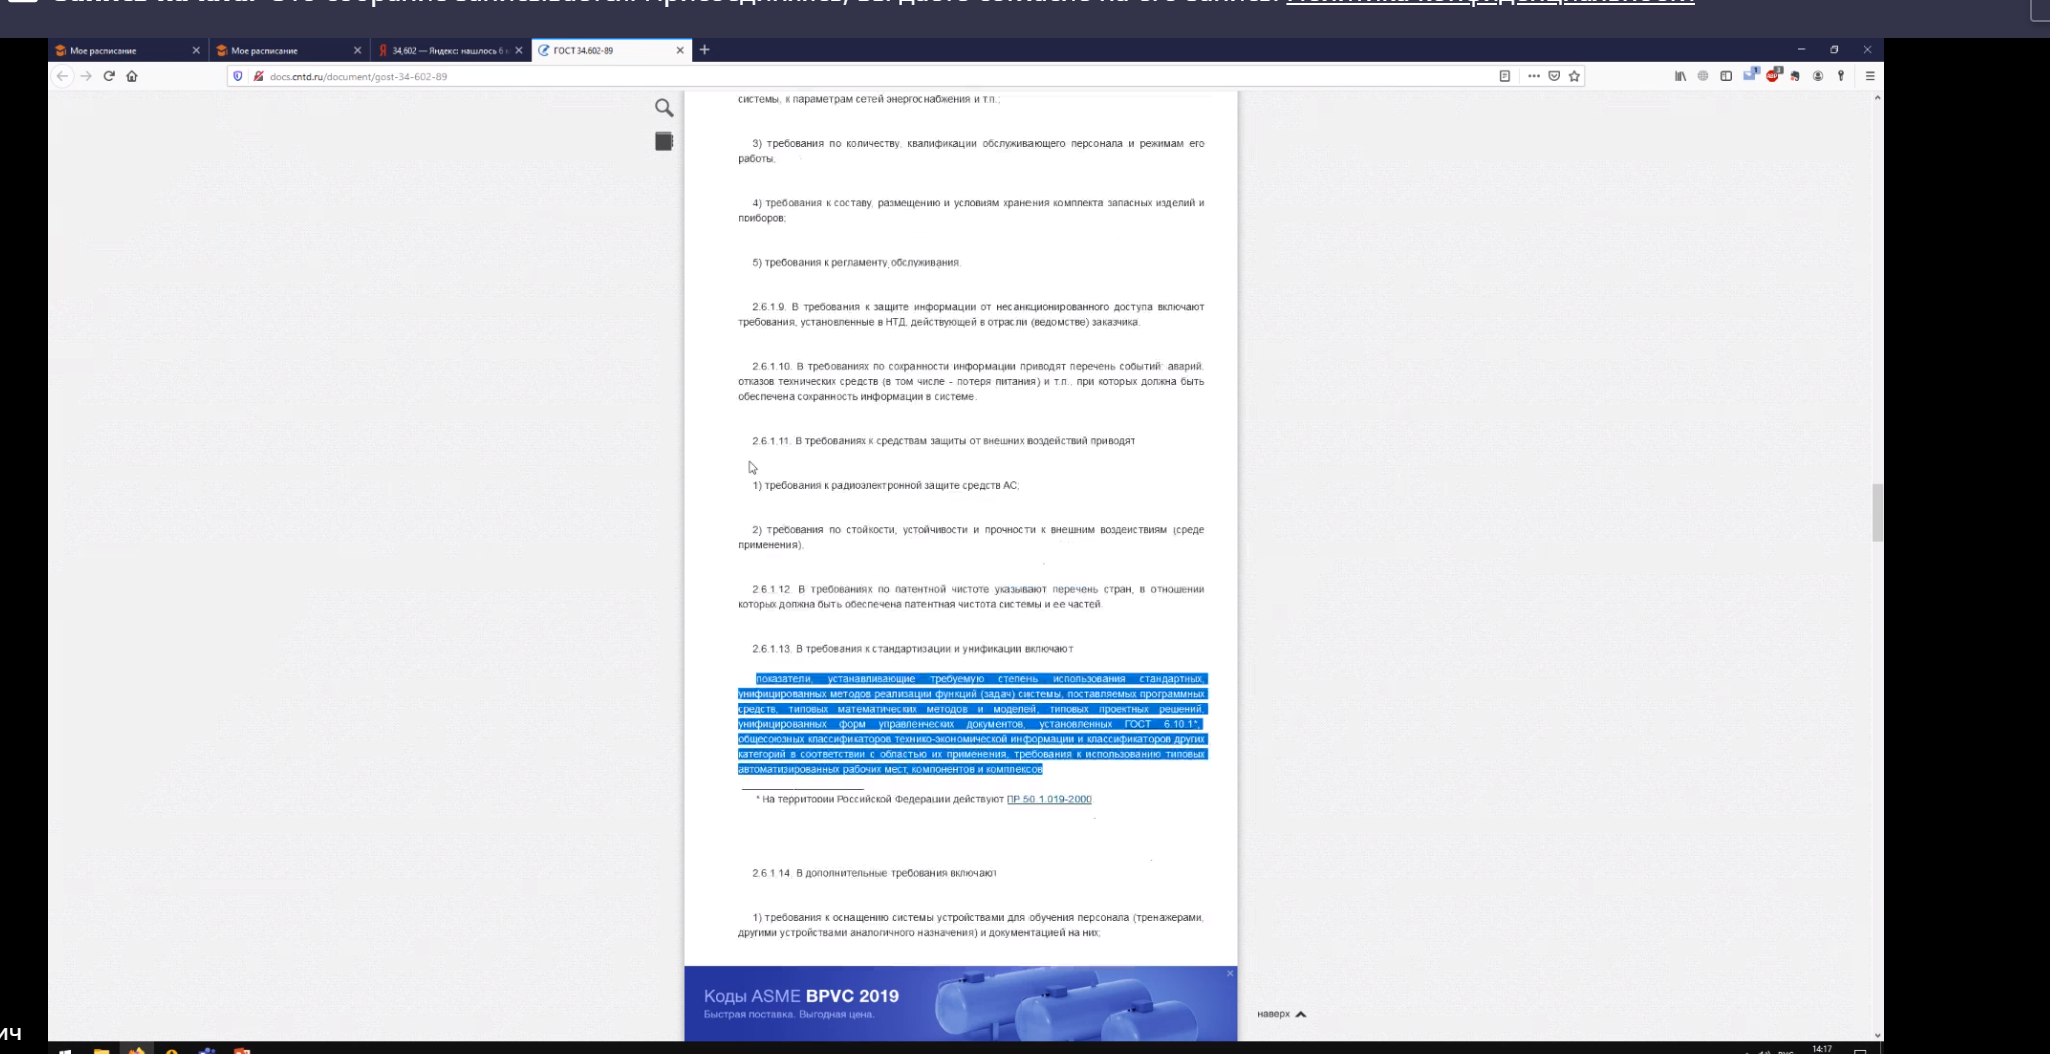 Мое расписание
Мое расписание
34,602 — Яндекс: нашлось 6
ГОСТ 34.602-89
docs.cntd.ru/document/gost-34-602-89
системы, к параметрам сетей энергоснабжения и т.п.;
3) требования по количеству, квалификации обслуживающего персонала и режимам его
работы;
4) требования к составу, размещению и условиям хранения комплекта запасных изделий и
приборов;
5) требования к регламенту обслуживания.
2.6.1.9. В требования к защите информации от несанкционированного доступа включают
требования, установленные в НТД, действующей в отрасли (ведомстве) заказчика.
2.6.1.10. В требованиях по сохранности информации приводят перечень событий: аварий,
отказов технических средств (в том числе - потеря питания) и т.п., при которых должна быть
обеспечена сохранность информации в системе.
2.6.1.11. В требованиях к средствам защиты от внешних воздействий приводят
1) требования к радиоэлектронной защите средств АС;
2) требования по стойкости, устойчивости и прочности к внешним воздействиям (среде
применения).
2.6.1.12. В требованиях по патентной чистоте указывают перечень стран, в отношении
которых должна быть обеспечена патентная чистота системы и ее частей.
2.6.1.13. В требования к стандартизации и унификации включают
показатели, устанавливающие требуемую степень использования стандартных,
унифицированных методов реализации функций (задач) системы, поставляемых программных
средств, типовых математических методов и моделей, типовых проектных решений,
унифицированных форм управленческих документов, установленных ГОСТ 6.10.1*,
общесоюзных классификаторов технико-экономической информации и классификаторов других
категорий в соответствии с областью их применения, требования к использованию типовых
автоматизированных рабочих мест, компонентов и комплексов
* На территории Российской Федерации действуют ПР 50.1.019-2000
2.6.1.14. В дополнительные требования включают
1) требования к оснащению системы устройствами для обучения персонала (тренажерами,
другими устройствами аналогичного назначения) и документацией на них;
Коды ASME BPVC 2019
Быстрая поставка. Выгодная цена.
наверх
ич
14:17